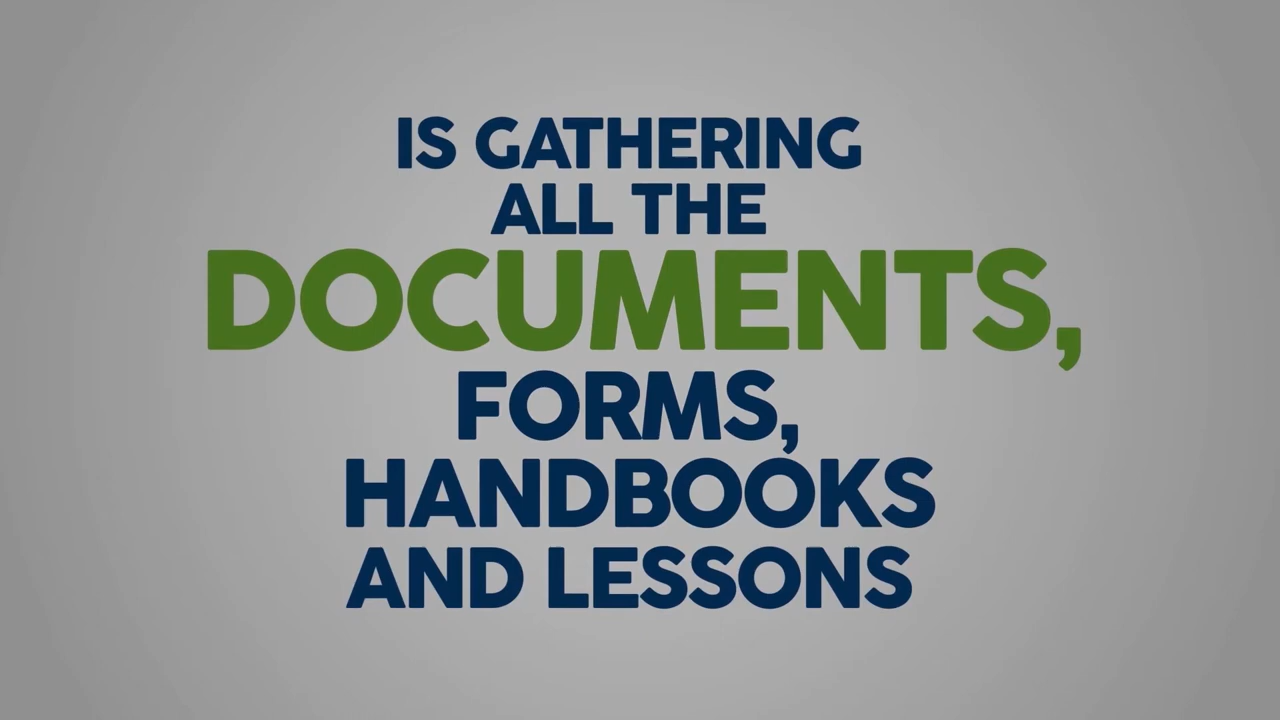 IS GATHERING
ALL THE
DOCUMENTS,
FORMS,
HANDBOOKS
AND LESSONS